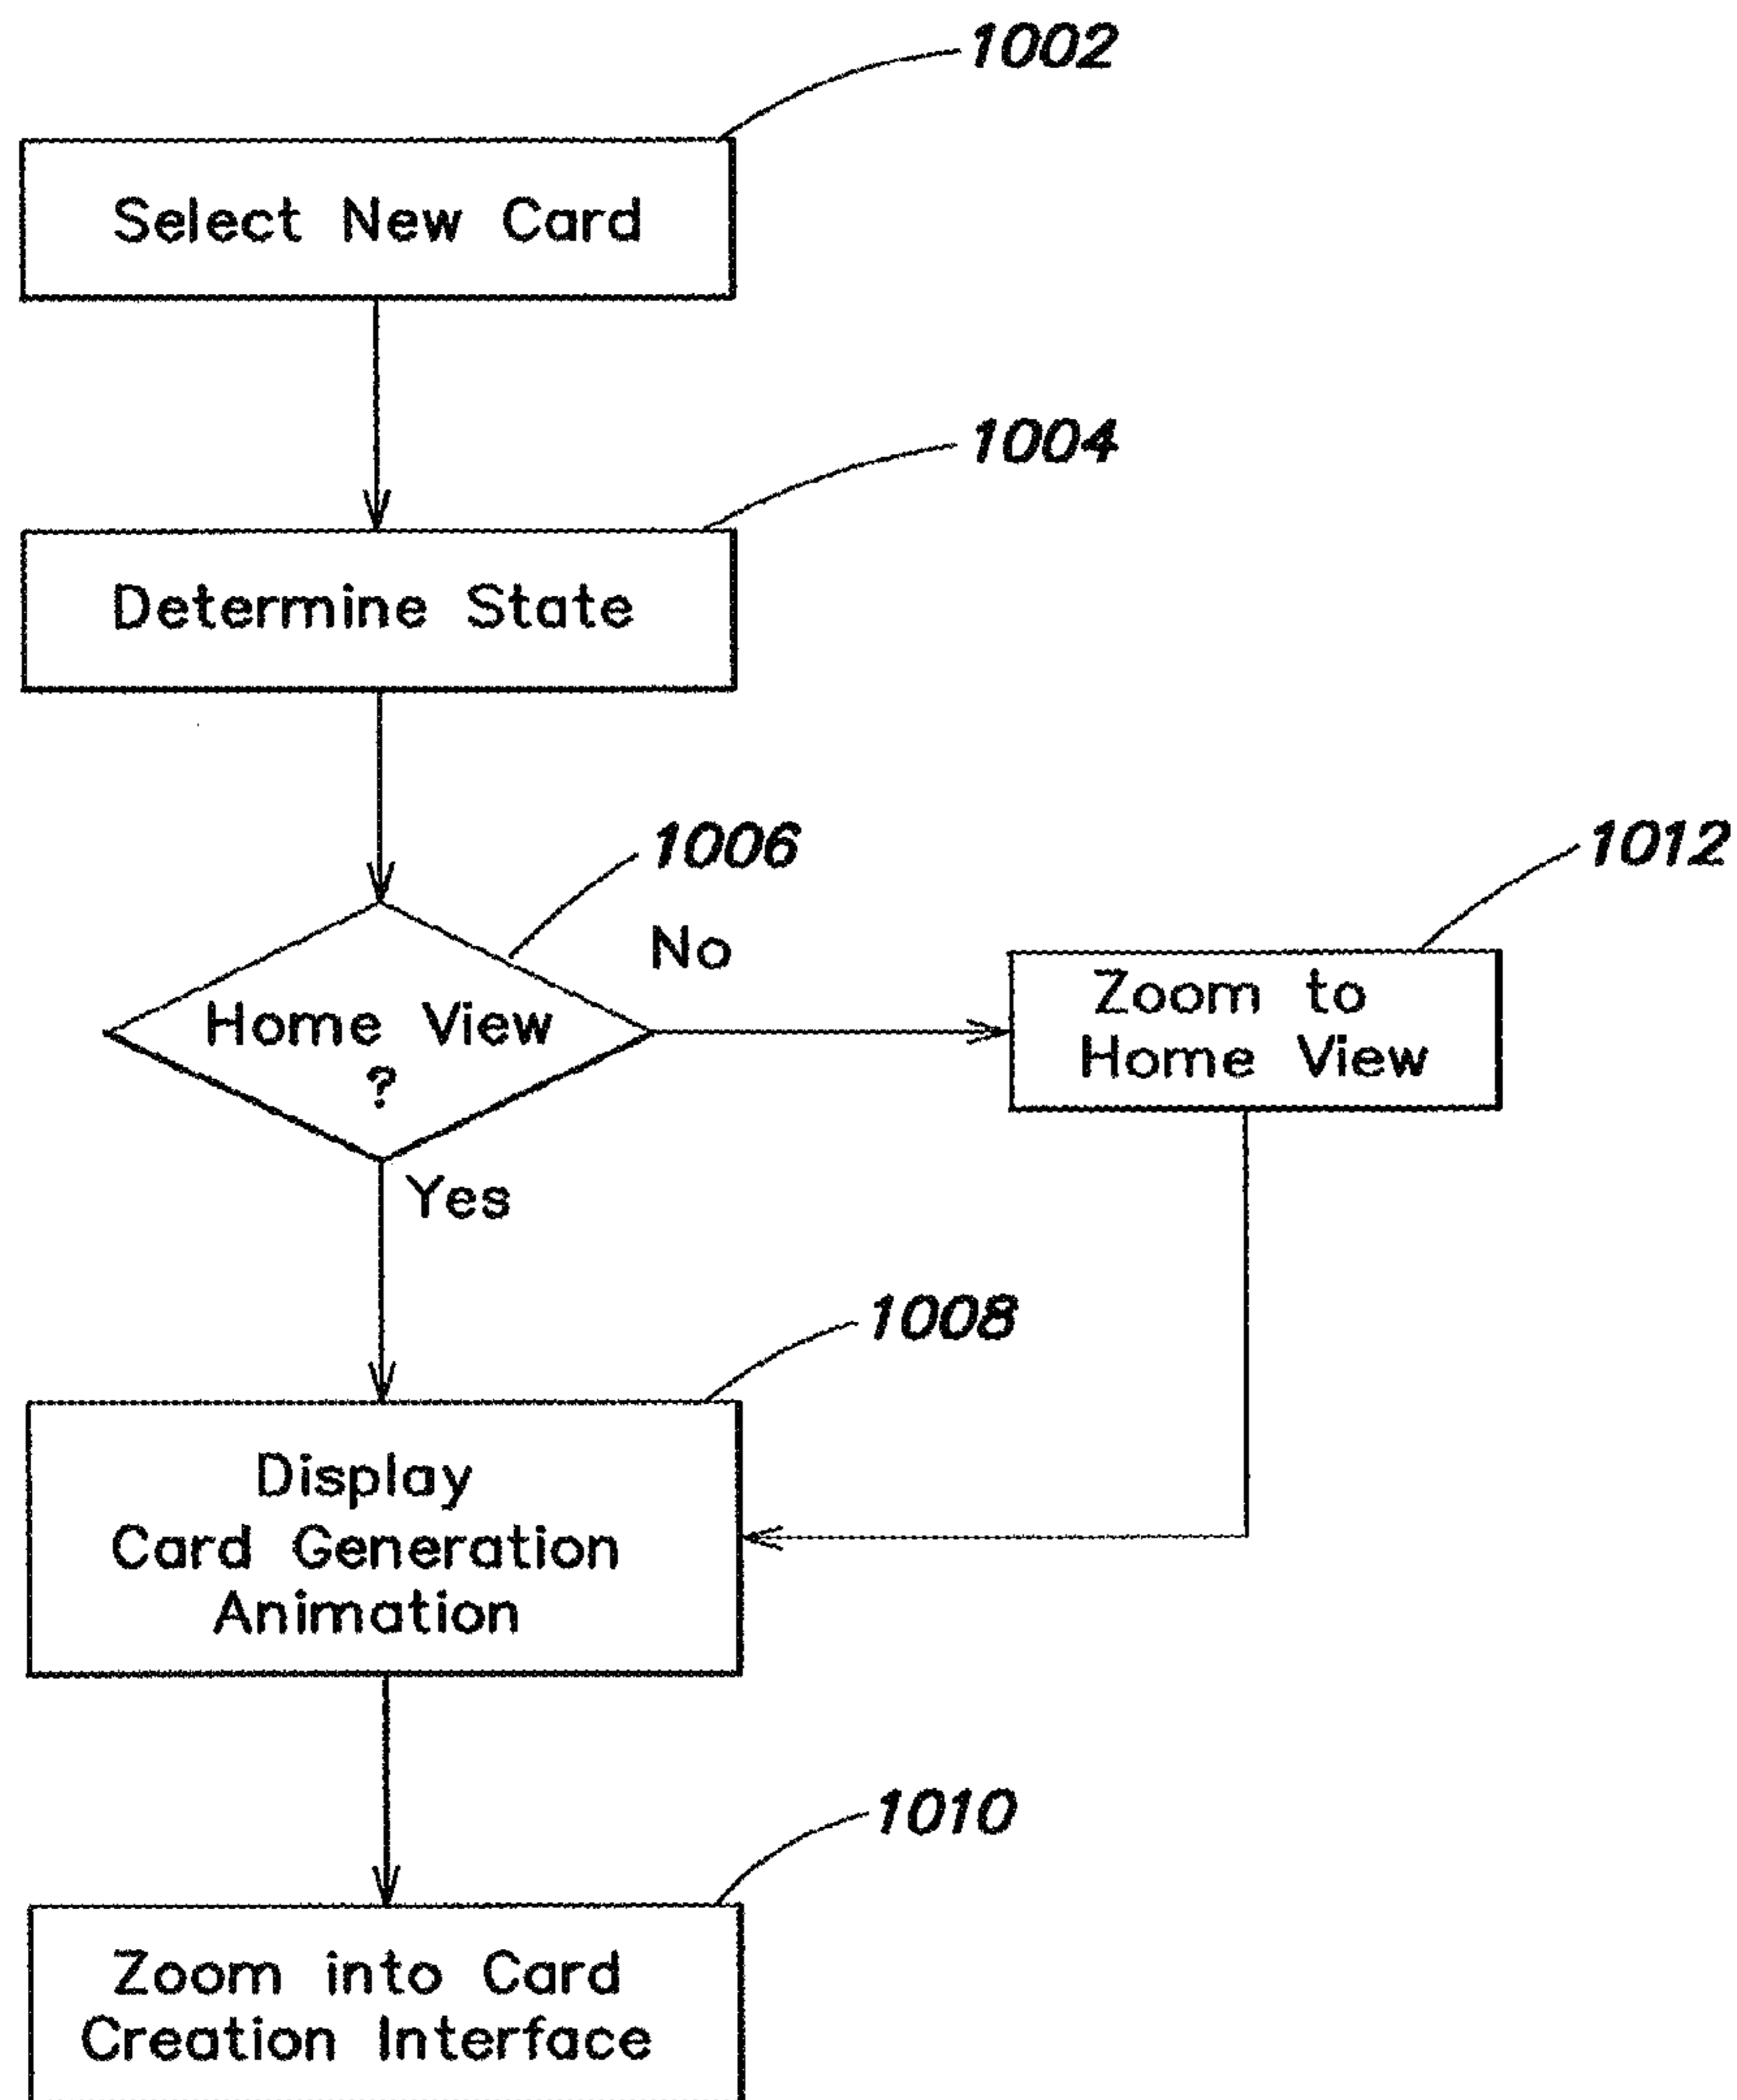 1002
Select New Card
1004
Determine State
1006
No
Home View
?
Yes
1012
Zoom to
Home View
1008
Display
Card Generation
Animation
1010
Zoom into Card
Creation Interface